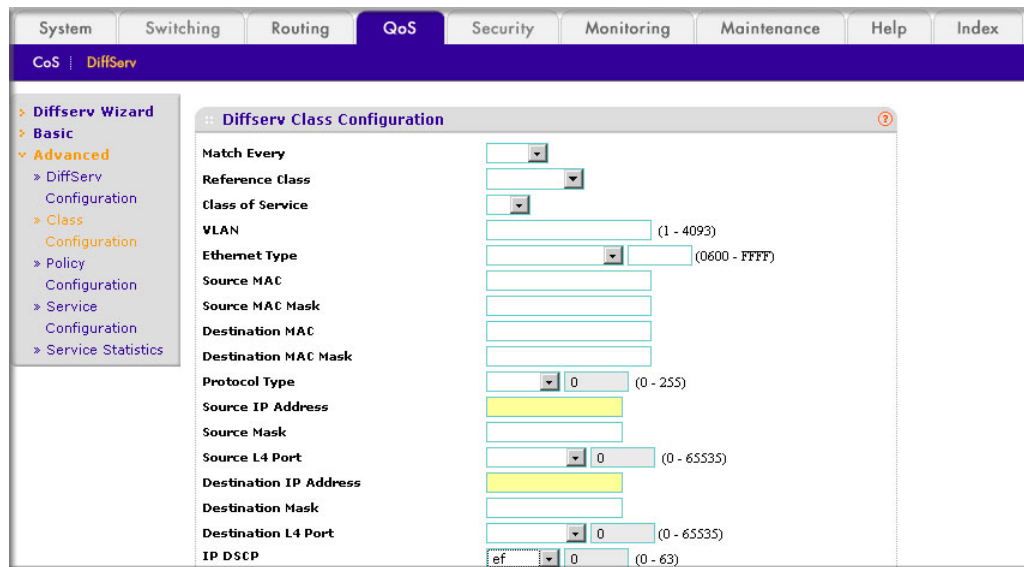 System Switching Routing QoS Security Monitoring Maintenance Help Index
CoS | DiffServ
Diffserv Wizard
Basic
Advanced
» DiffServ
Configuration
» Class
Configuration
» Policy
Configuration
» Service
Configuration
» Service Statistics
Diffserv Class Configuration ?
Match Every
Reference Class
Class of Service
VLAN (1 - 4093)
Ethernet Type (0600 - FFFF)
Source MAC
Source MAC Mask
Destination MAC
Destination MAC Mask
Protocol Type 0 (0 - 255)
Source IP Address
Source Mask
Source L4 Port 0 (0 - 65535)
Destination IP Address
Destination Mask
Destination L4 Port 0 (0 - 65535)
IP DSCP ef 0 (0 - 63)